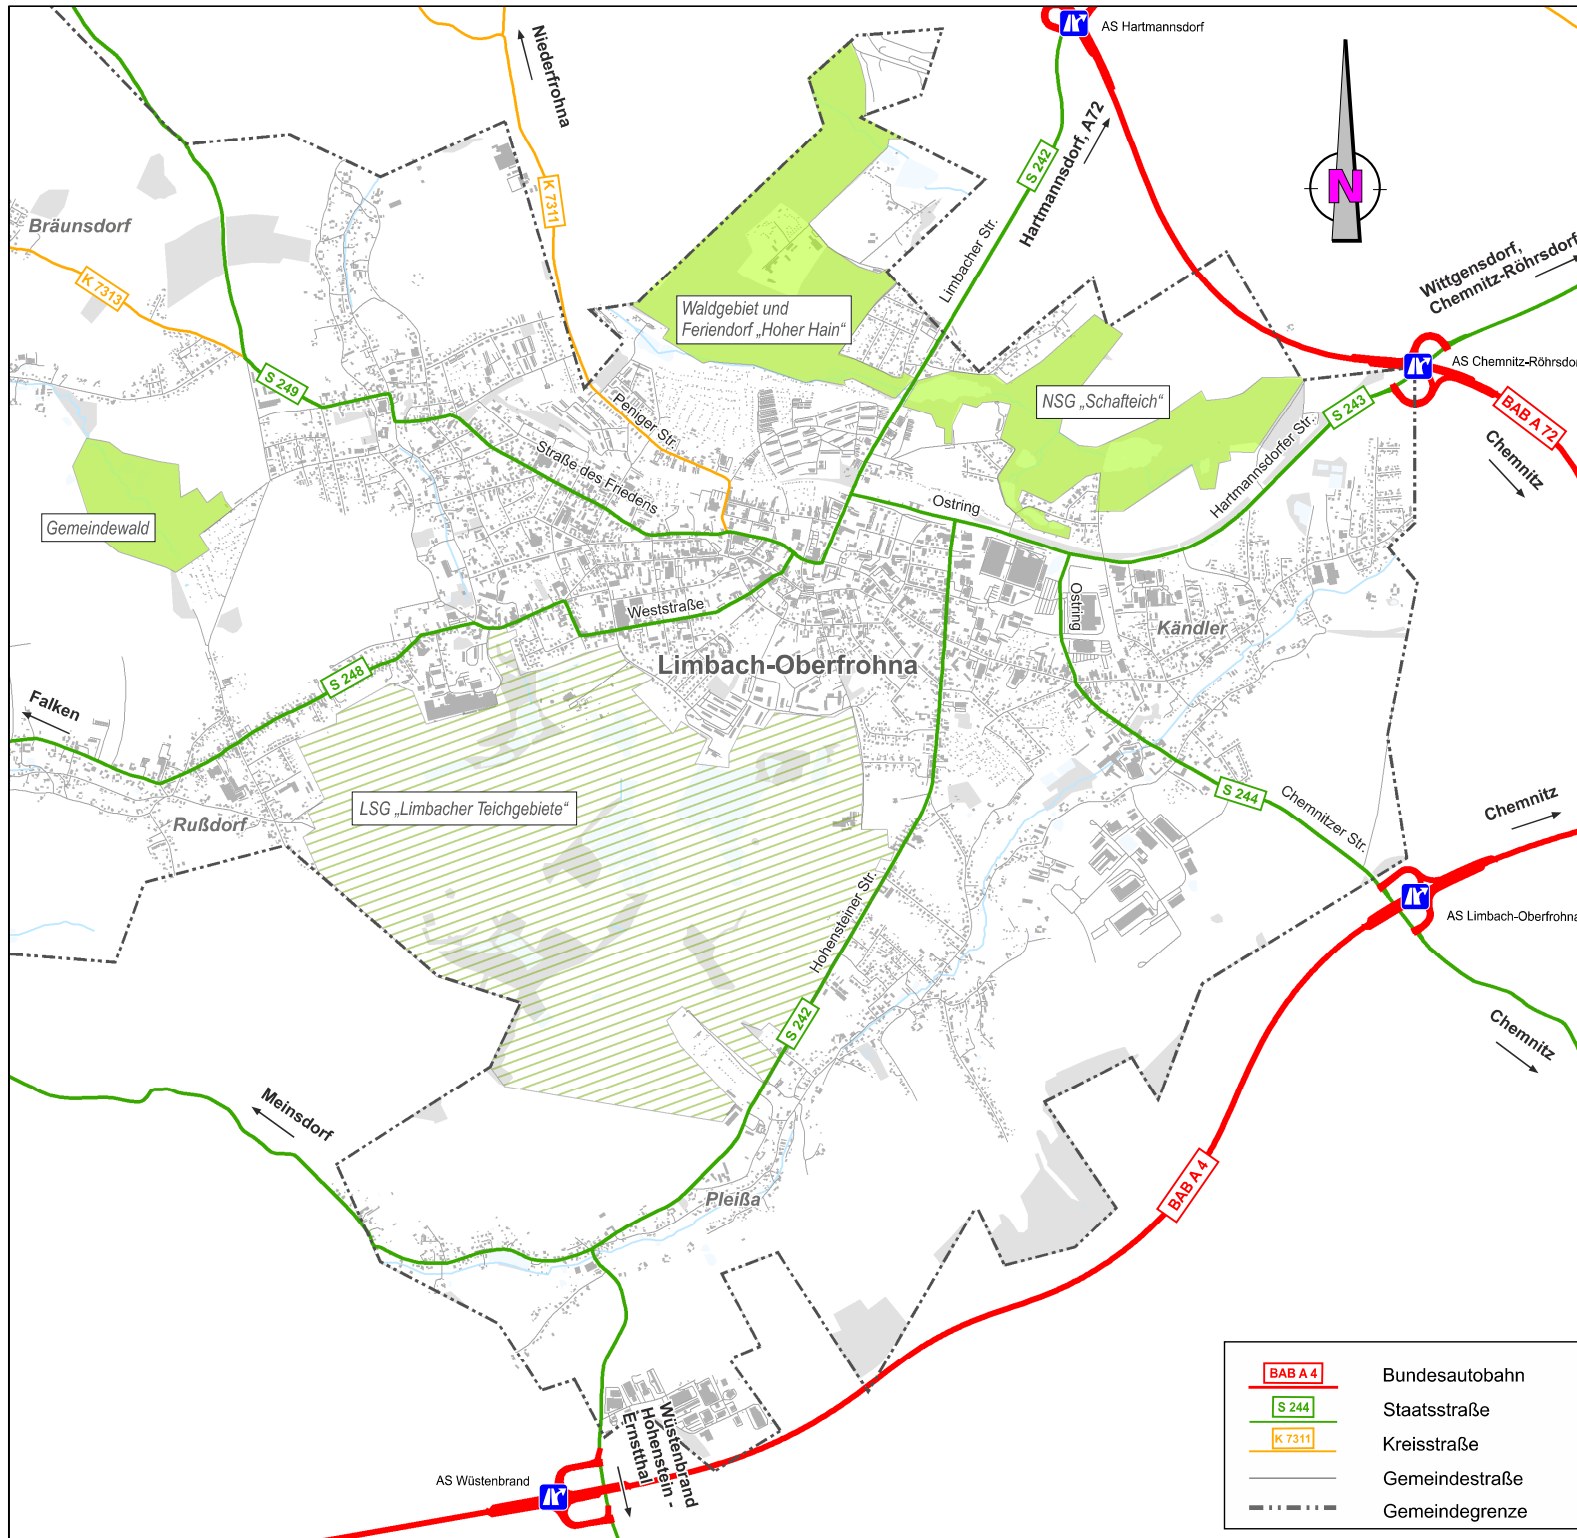 AS Hartmannsdorf
Niederfrohna
Hartmannsdorf, A72
S 242
K 7311
N
Bräunsdorf
Limbacher Str.
Wittgensdorf,
Chemnitz-Röhrsdorf
K 7313
Waldgebiet und
Feriendorf „Hoher Hain“
AS Chemnitz-Röhrsdor
S 249
NSG „Schafteich“
S 243
BAB A 72
Peniger Str.
Chemnitz
Straße des Friedens
Hartmannsdorfer Str.
Ostring
Gemeindewald
Weststraße
Ostring
Kändler
Limbach-Oberfrohna
S 248
Falken
S 244
Chemnitzer Str.
Chemnitz
LSG „Limbacher Teichgebiete“
Rußdorf
Hohensteiner Str.
AS Limbach-Oberfrohna
S 242
Chemnitz
Meinsdorf
BAB A 4
Pleißa
Wüstenbrand
Hohenstein -
Ernstthal
AS Wüstenbrand
BAB A 4 Bundesautobahn
S 244 Staatsstraße
K 7311 Kreisstraße
Gemeindestraße
Gemeindegrenze